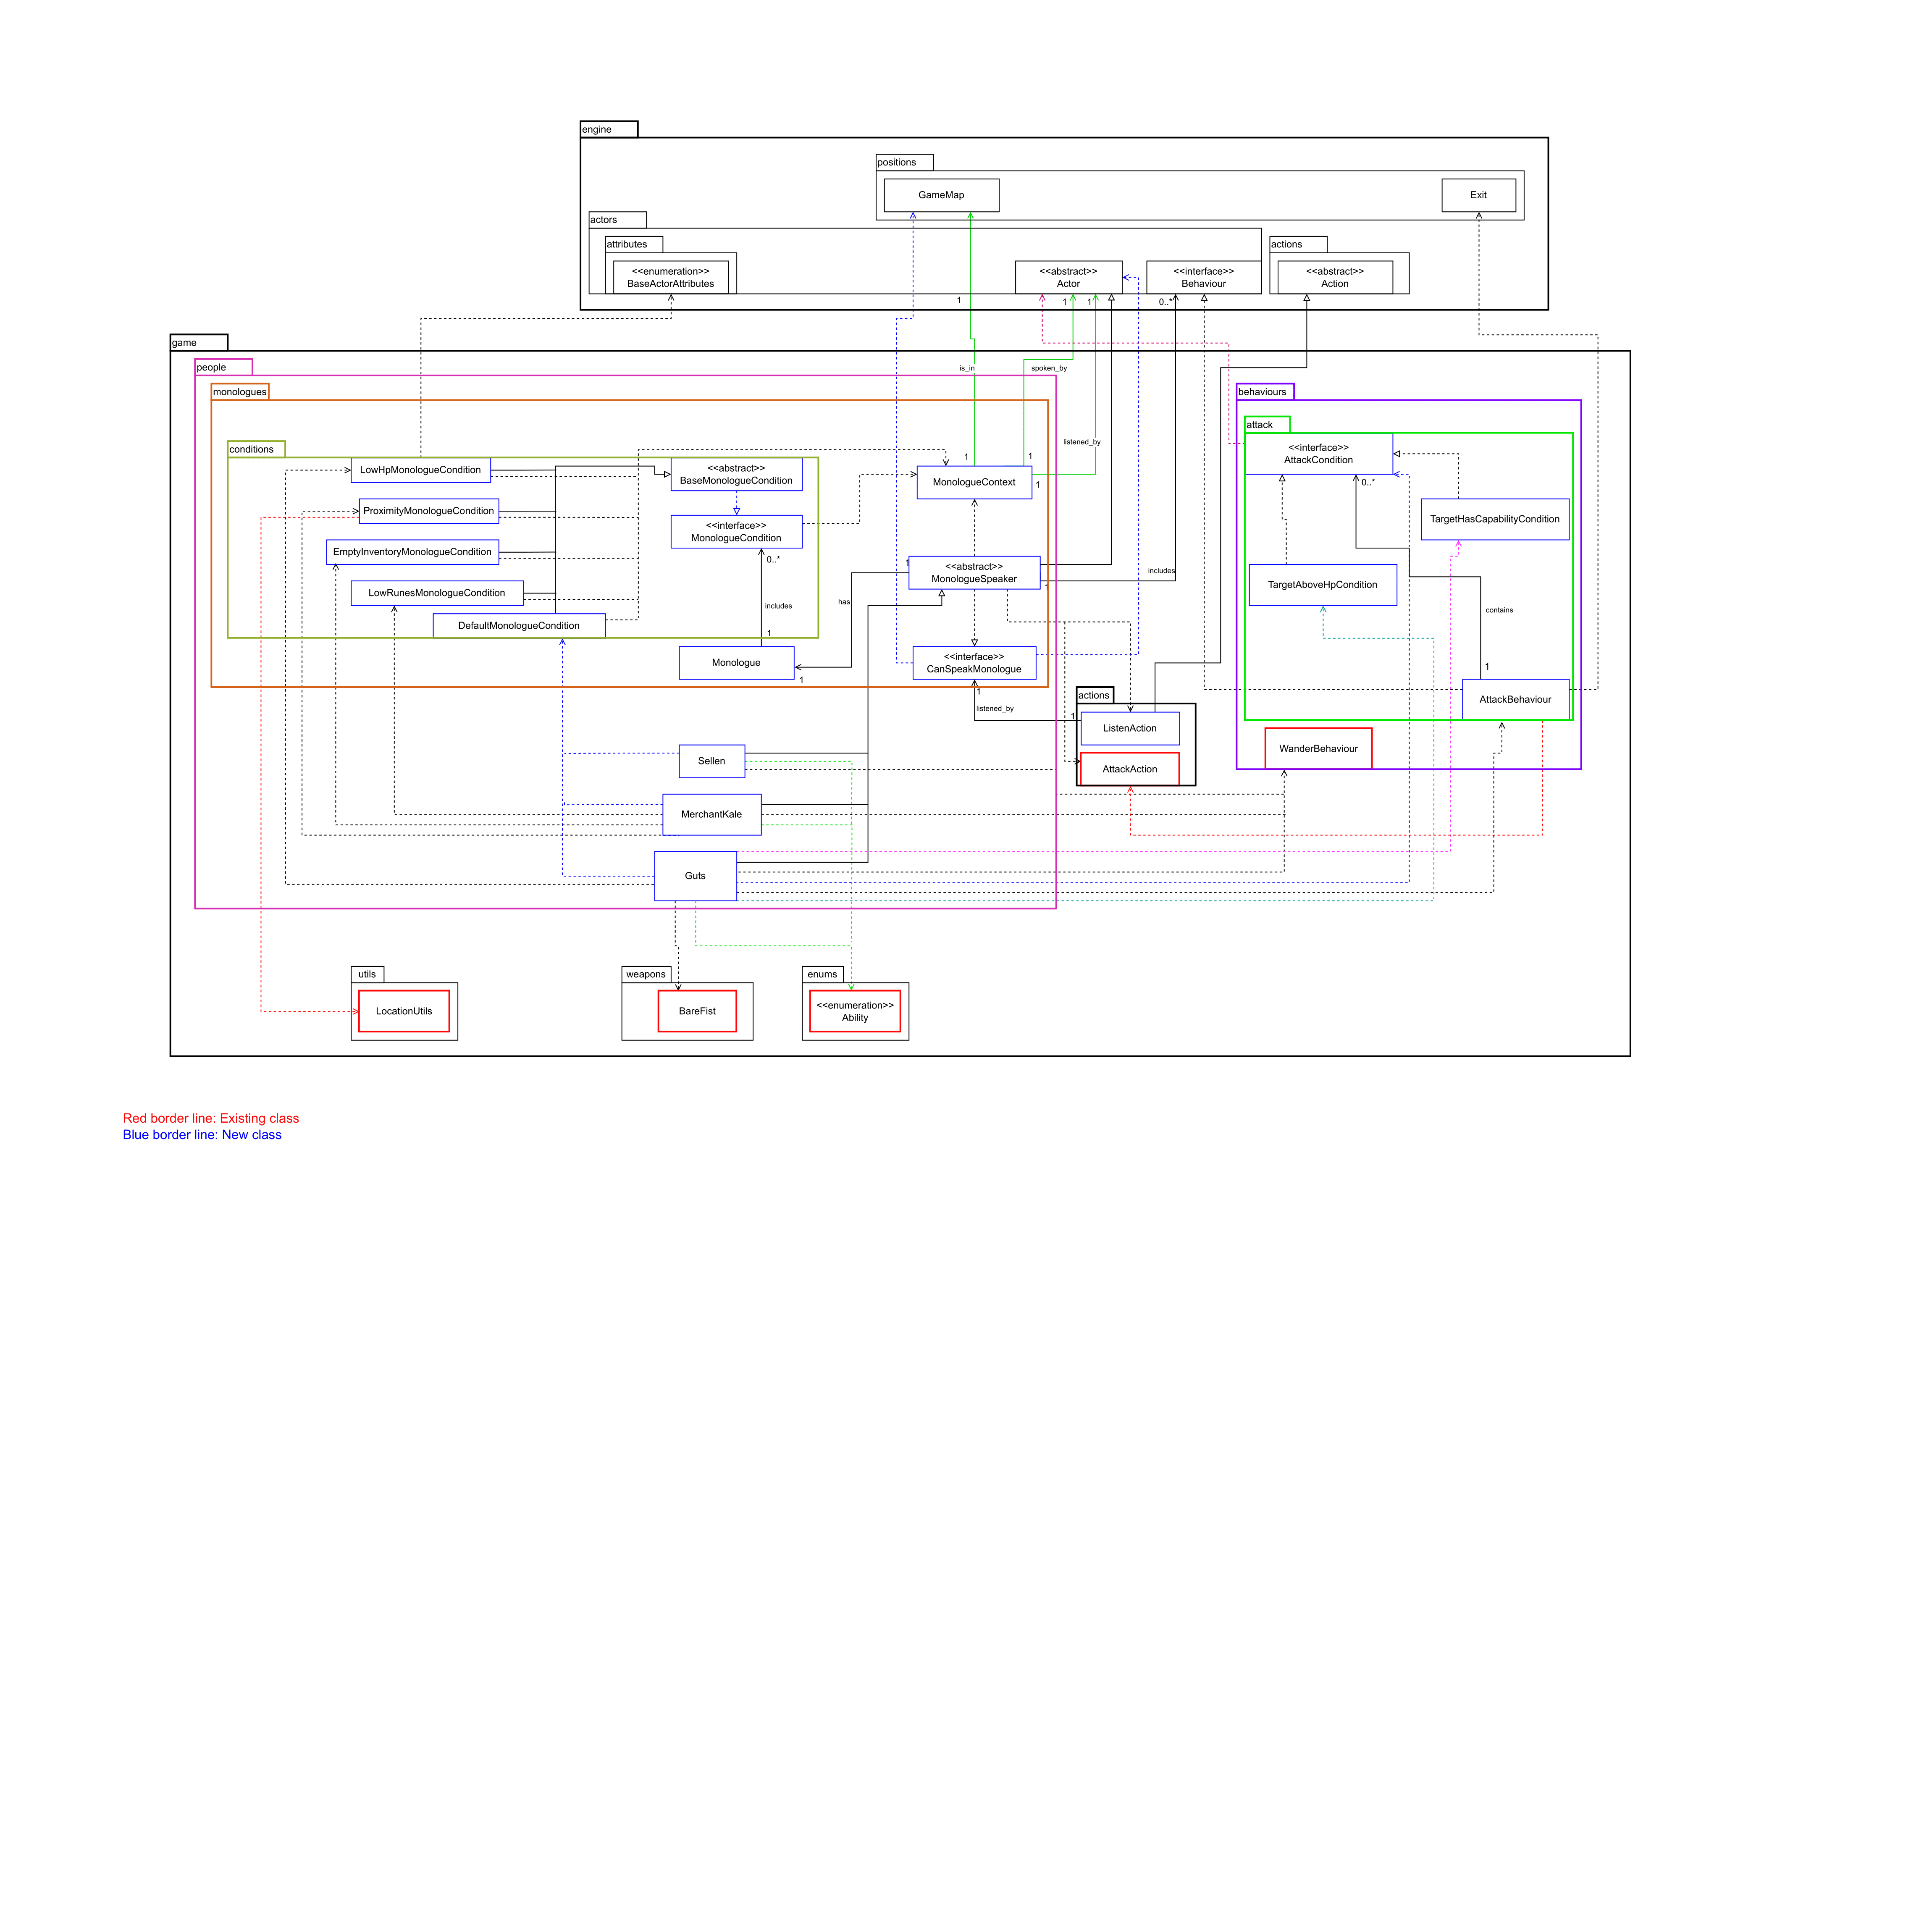 engine
positions
GameMap
Exit
actors
attributes
<<enumeration>>
BaseActorAttributes
<<abstract>>
Actor
<<interface>>
Behaviour
actions
<<abstract>>
Action
1
1
1
0..*
game
people
is_in
spoken_by
monologues
behaviours
attack
listened_by
conditions
<<interface>>
AttackCondition
LowHpMonologueCondition
<<abstract>>
BaseMonologueCondition
1
1
MonologueContext
1
0..*
ProximityMonologueCondition
<<interface>>
MonologueCondition
TargetHasCapabilityCondition
EmptyInventoryMonologueCondition
0..*
1
<<abstract>>
MonologueSpeaker
1
includes
TargetAboveHpCondition
LowRunesMonologueCondition
includes
has
contains
DefaultMonologueCondition
1
Monologue
1
<<interface>>
CanSpeakMonologue
1
listened_by
1
actions
ListenAction
AttackAction
1
AttackBehaviour
WanderBehaviour
Sellen
MerchantKale
Guts
utils
LocationUtils
weapons
BareFist
enums
<<enumeration>>
Ability
Red border line: Existing class
Blue border line: New class